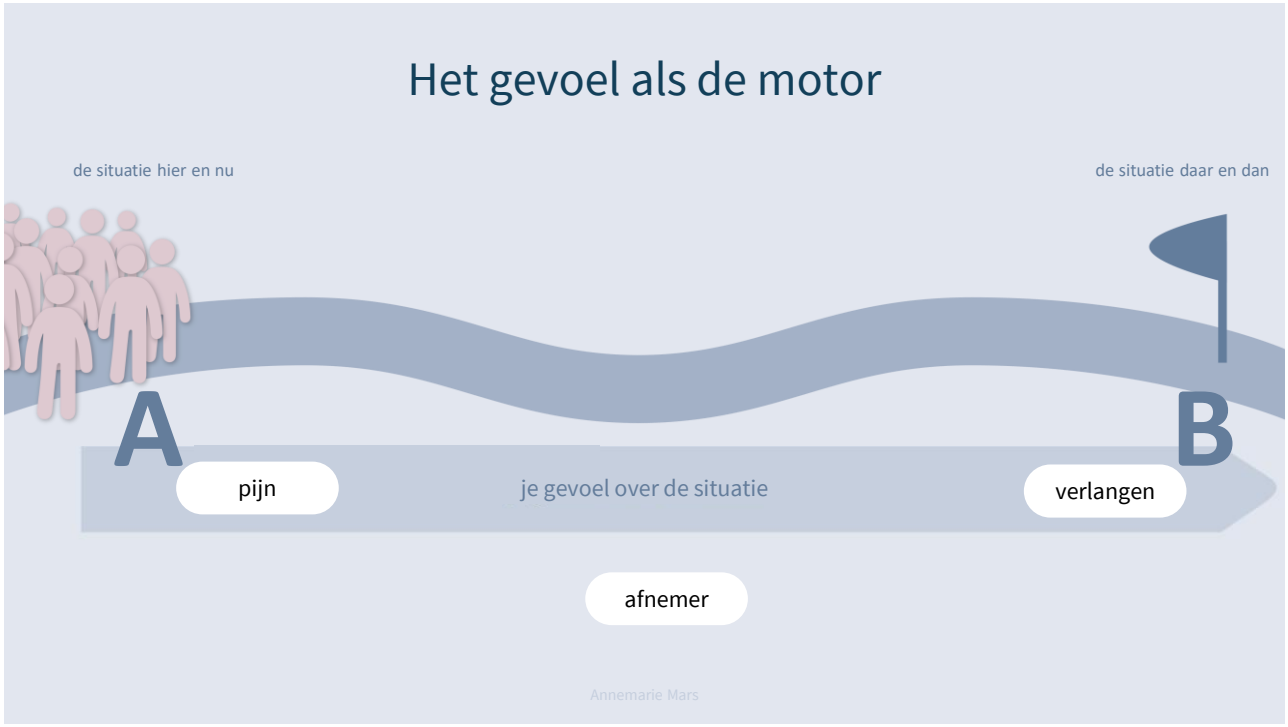 Het gevoel als de motor
de situatie hier en nu
de situatie daar en dan
A
B
pijn
je gevoel over de situatie
verlangen
afnemer
Annemarie Mars